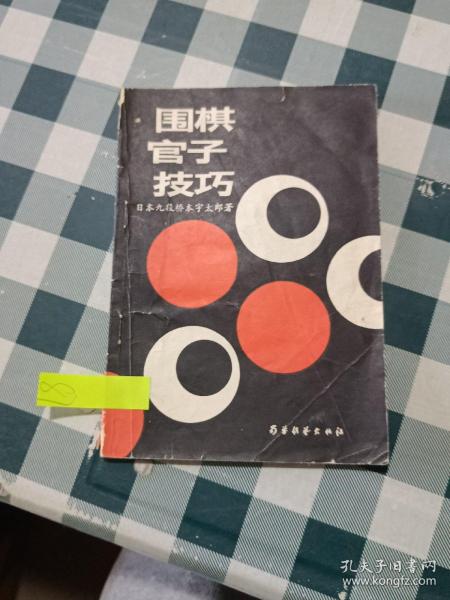 围棋
官子
技巧
日本九段桥本宇太郎著
蜀蓉棋艺出版社
8
孔夫子旧书网
www.kongfz.com